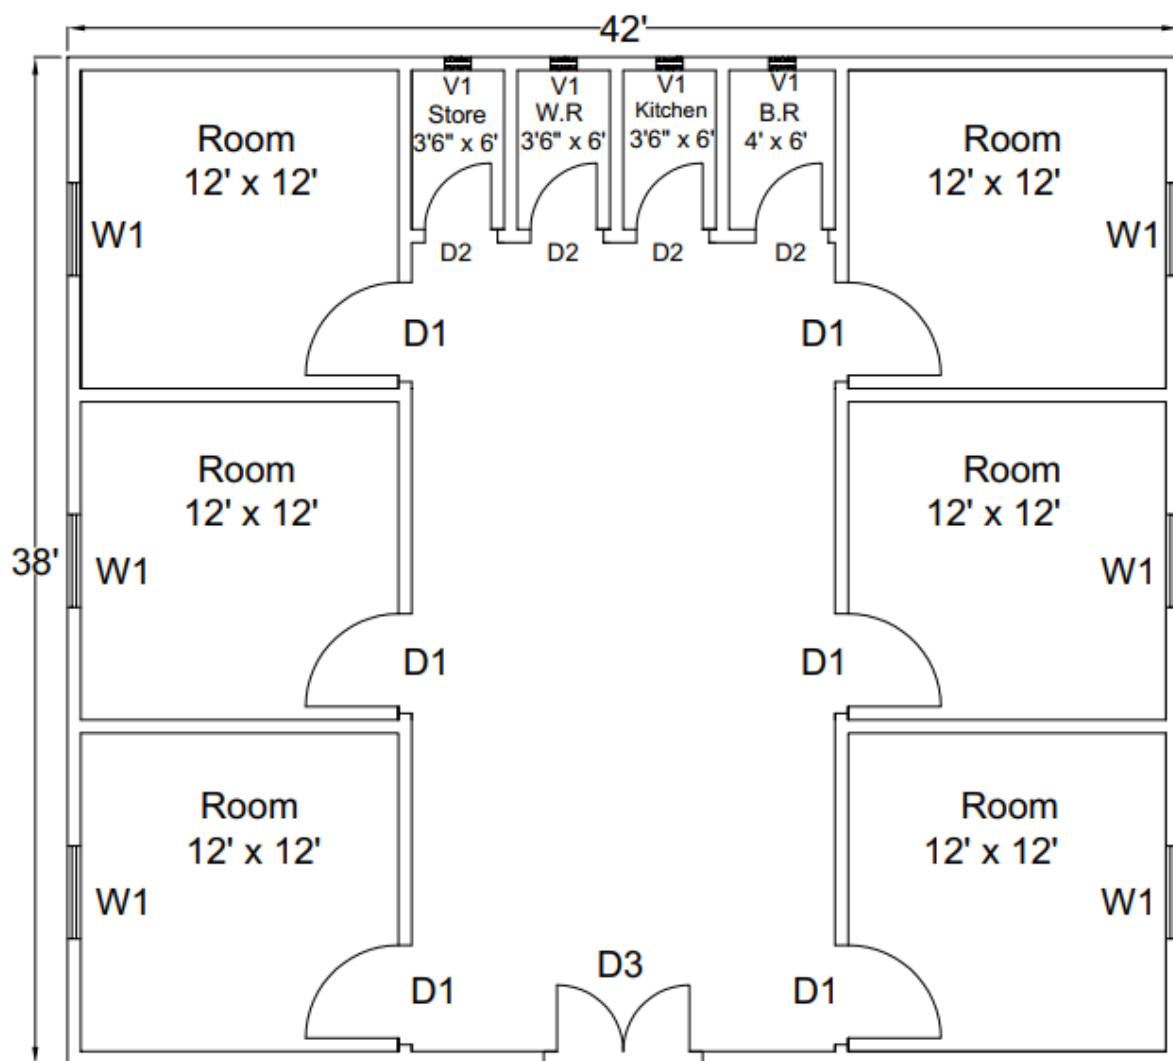 42'
V1
V1
V1
V1
Store
W.R
Kitchen
B.R
3'6" x 6'
3'6" x 6'
3'6" x 6'
4' x 6'
Room
12' x 12'
Room
12' x 12'
W1
W1
D2
D2
D2
D2
D1
D1
Room
12' x 12'
Room
12' x 12'
38'
W1
W1
D1
D1
Room
12' x 12'
Room
12' x 12'
W1
W1
D3
D1
D1